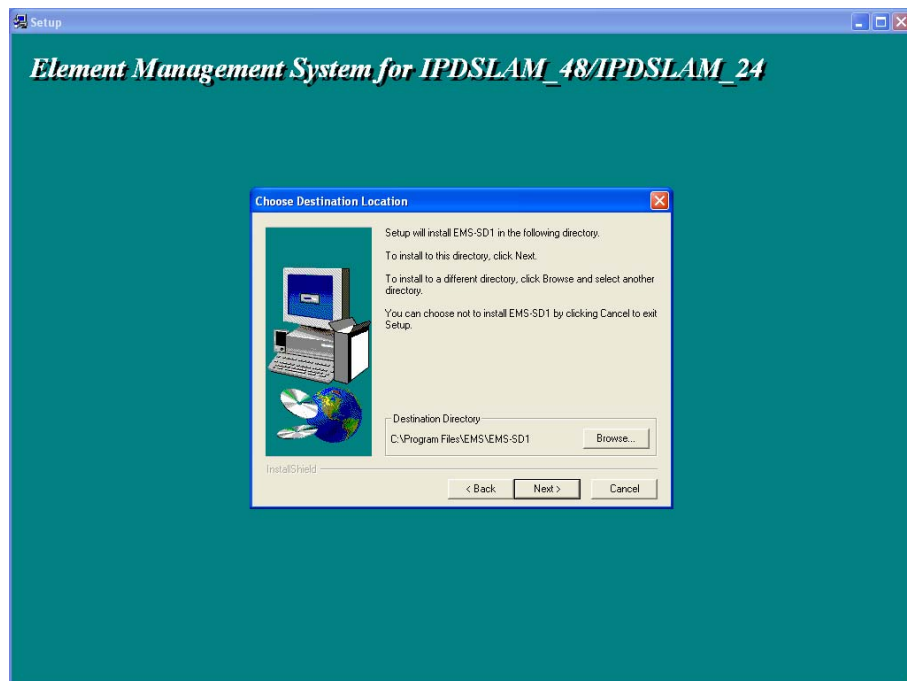 Setup
Element Management System for IPDSLAM_48/IPDSLAM_24
Choose Destination Location
Setup will install EMS-SD1 in the following directory.
To install to this directory, click Next.
To install to a different directory, click Browse and select another
directory.
You can choose not to install EMS-SD1 by clicking Cancel to exit
Setup.
Destination Directory
C:\Program Files\EMS\EMS-SD1
Browse...
InstallShield
< Back
Next >
Cancel